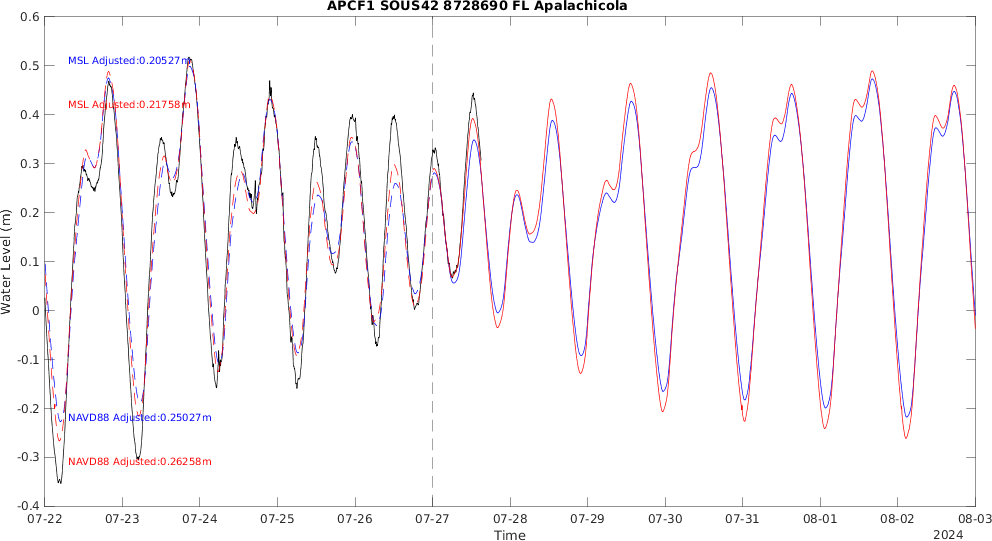 APCF1 SOUS42 8728690 FL Apalachicola
0.6
0.5
0.4
0.3
0.2
0.1
0
-0.1
-0.2
-0.3
-0.4
Water Level (m)
MSL Adjusted:0.20527m
MSL Adjusted:0.21758m
NAVD88 Adjusted:0.25027m
NAVD88 Adjusted:0.26258m
07-22 07-23 07-24 07-25 07-26 07-27 07-28 07-29 07-30 07-31 08-01 08-02 08-03
Time
2024